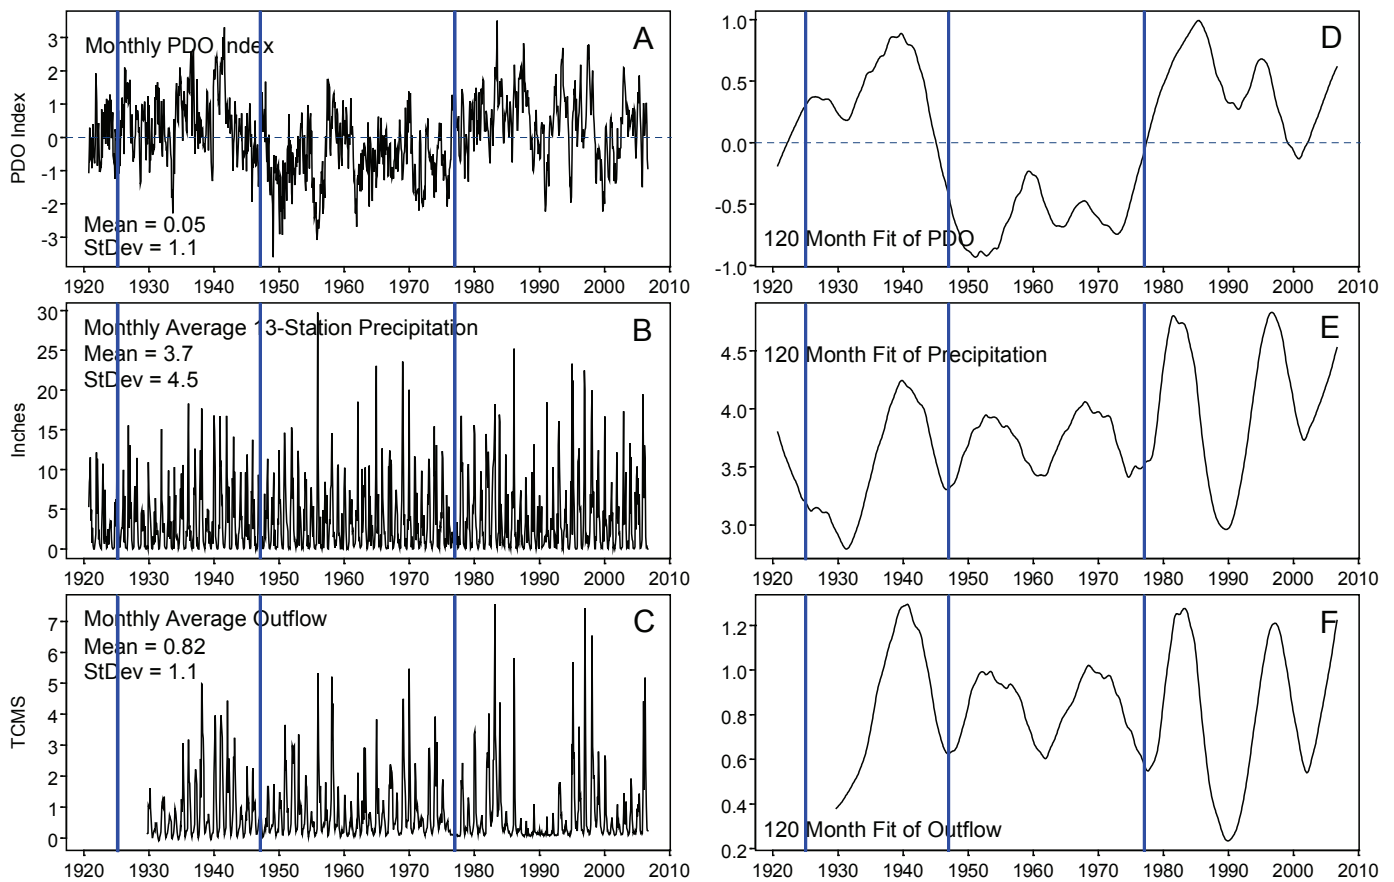 A
Monthly PDO Index
PDO Index
3
2
1
0
-1
-2
-3
Mean = 0.05
StDev = 1.1
1920 1930 1940 1950 1960 1970 1980 1990 2000 2010
D
1.0
0.5
0.0
-0.5
-1.0
120 Month Fit of PDO
1920 1930 1940 1950 1960 1970 1980 1990 2000 2010
B
Monthly Average 13-Station Precipitation
Mean = 3.7
StDev = 4.5
Inches
30
25
20
15
10
5
0
1920 1930 1940 1950 1960 1970 1980 1990 2000 2010
E
120 Month Fit of Precipitation
4.5
4.0
3.5
3.0
1920 1930 1940 1950 1960 1970 1980 1990 2000 2010
C
Monthly Average Outflow
Mean = 0.82
StDev = 1.1
TCMS
7
6
5
4
3
2
1
0
1920 1930 1940 1950 1960 1970 1980 1990 2000 2010
F
1.2
1.0
0.8
0.6
0.4
0.2
120 Month Fit of Outflow
1920 1930 1940 1950 1960 1970 1980 1990 2000 2010